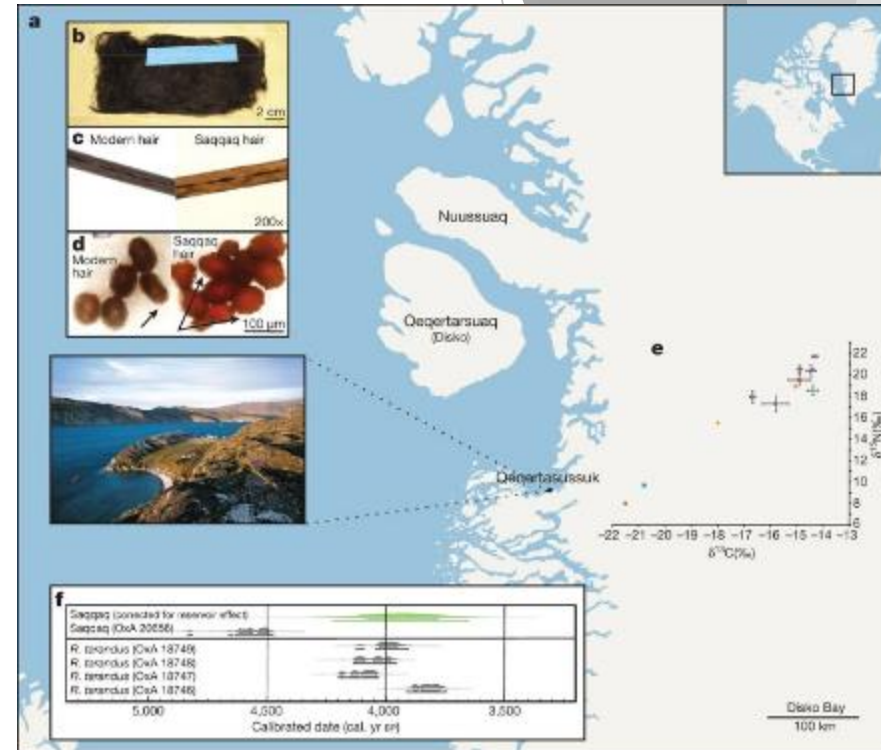 a
b
2 cm
c Modern hair Saqqaq hair
200x
d
Modern
hair
Saqqaq
hair
100 µm
Nuussuaq
Qeqertarsuaq
(Disko)
Qeqertasussuk
e
22
20
18
16
14
12
10
8
6
δ¹⁵N(‰)
−22 −21 −20 −19 −18 −17 −16 −15 −14 −13
δ¹³C(‰)
f
Saqqaq (corrected for reservoir effect)
Saqqaq (OxA 20656)
R. tarandus (OxA 18749)
R. tarandus (OxA 18748)
R. tarandus (OxA 18747)
R. tarandus (OxA 18746)
5,000 4,500 4,000 3,500
Calibrated date (cal. yr BP)
Disko Bay
100 km